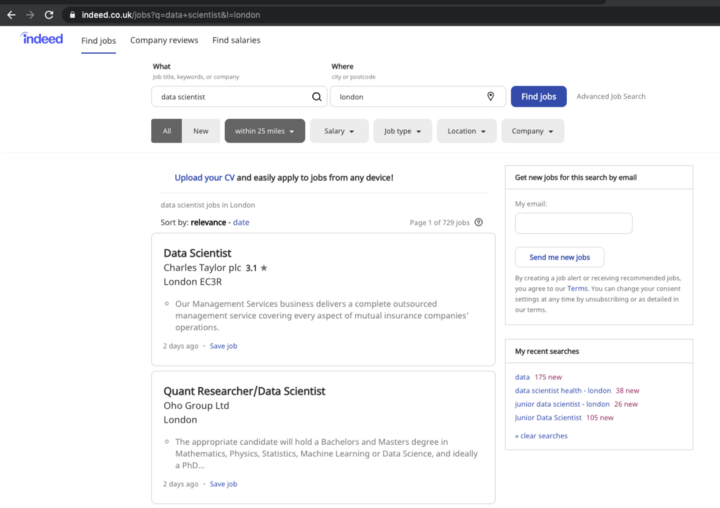 indeed.co.uk/jobs?q=data+scientist&l=london
indeed
Find jobs
Company reviews
Find salaries
What
Job title, keywords, or company
data scientist
Where
city or postcode
london
Find jobs
Advanced Job Search
All
New
within 25 miles
Salary
Job type
Location
Company
Upload your CV and easily apply to jobs from any device!
data scientist jobs in London
Sort by: relevance - date
Page 1 of 729 jobs
Data Scientist
Charles Taylor plc 3.1 ★
London EC3R
Our Management Services business delivers a complete outsourced
management service covering every aspect of mutual insurance companies'
operations.
2 days ago · Save job
Quant Researcher/Data Scientist
Oho Group Ltd
London
The appropriate candidate will hold a Bachelors and Masters degree in
Mathematics, Physics, Statistics, Machine Learning or Data Science, and ideally
a PhD...
2 days ago · Save job
Get new jobs for this search by email
My email:
Send me new jobs
By creating a job alert or receiving recommended jobs,
you agree to our Terms. You can change your consent
settings at any time by unsubscribing or as detailed in
our terms.
My recent searches
data 175 new
data scientist health - london 38 new
junior data scientist - london 26 new
Junior Data Scientist 105 new
» clear searches